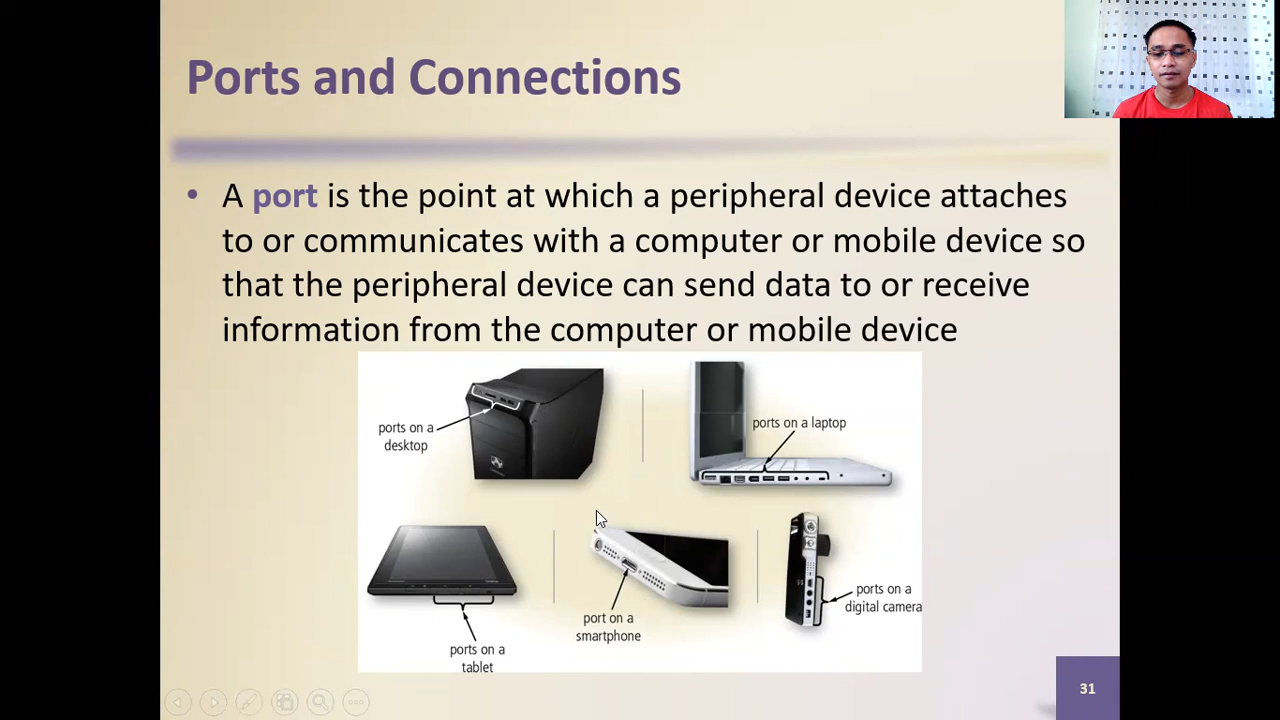 Ports and Connections
• A port is the point at which a peripheral device attaches
to or communicates with a computer or mobile device so
that the peripheral device can send data to or receive
information from the computer or mobile device
ports on a
desktop
ports on a laptop
ports on a
tablet
port on a
smartphone
ports on a
digital camera
31